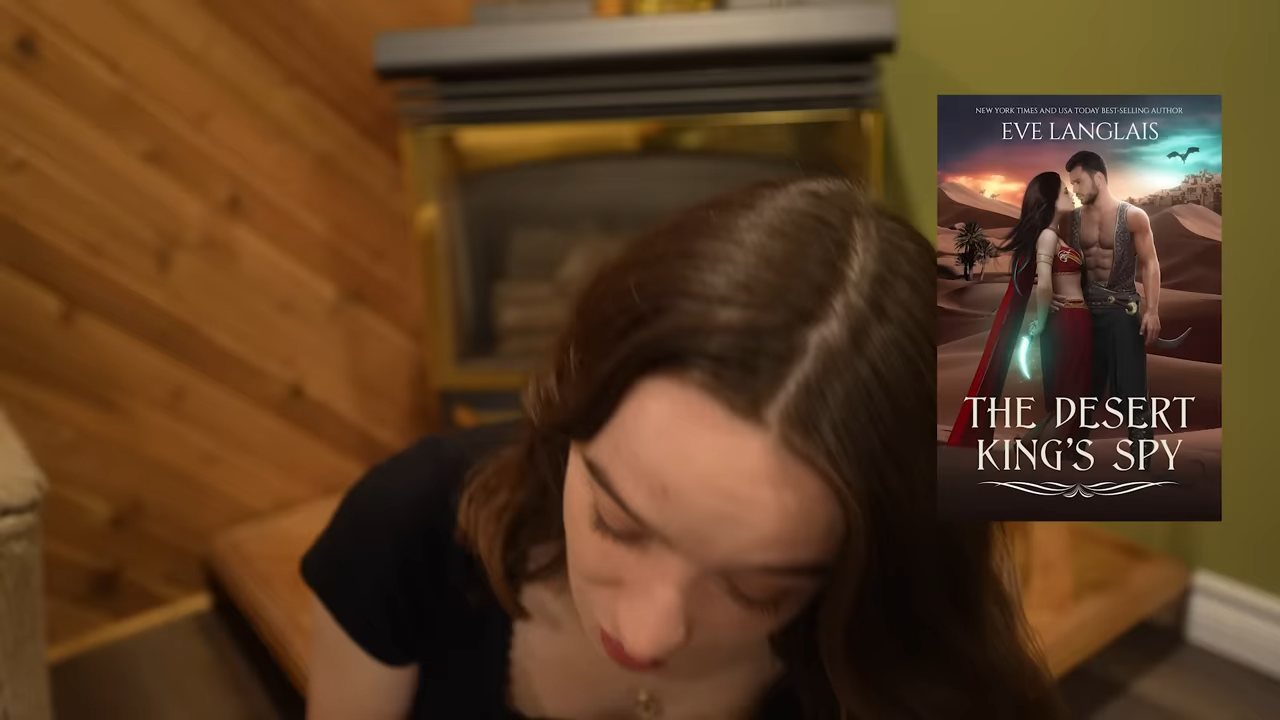 NEW YORK TIMES AND USA TODAY BEST-SELLING AUTHOR
EVE LANGLAIS
THE DESERT
KING'S SPY